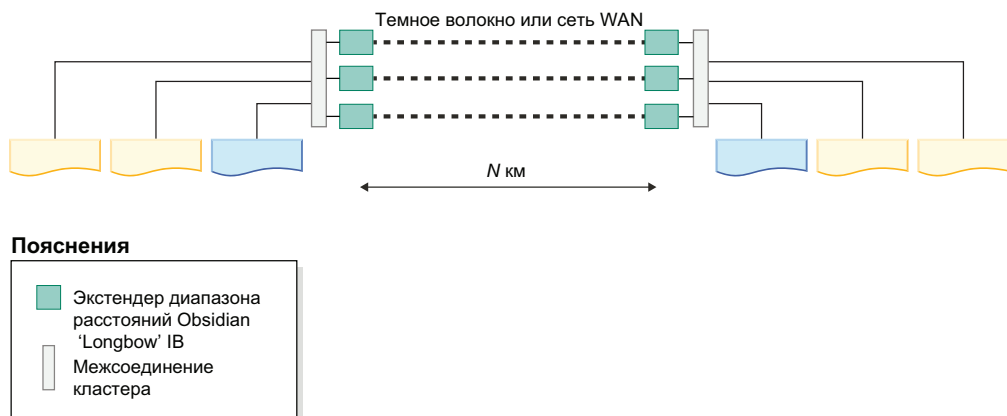 Темное волокно или сеть WAN
N км
Пояснения
Экстендер диапазона
расстояний Obsidian
‘Longbow’ IB
Межсоединение
кластера